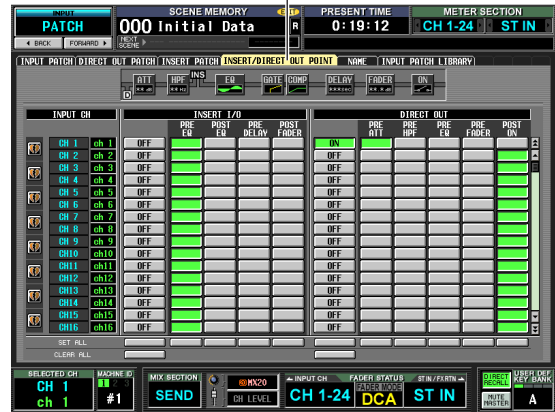 INPUT PATCH SCENE MEMORY EDIT PRESENT TIME METER SECTION
000 Initial Data R 0:19:12 CH 1-24 ST IN
BACK FORWARD NEXT SCENE
INPUT PATCH DIRECT OUT PATCH INSERT PATCH INSERT/DIRECT OUT POINT NAME INPUT PATCH LIBRARY
ATT HPF INS EQ GATE COMP DELAY FADER ON
D
INPUT CH INSERT I/O DIRECT OUT
PRE EQ POST EQ PRE DELAY POST FADER PRE ATT PRE HPF PRE EQ PRE FADER POST ON
CH 1 ch 1 OFF ON
CH 2 ch 2 OFF OFF
CH 3 ch 3 OFF OFF
CH 4 ch 4 OFF OFF
CH 5 ch 5 OFF OFF
CH 6 ch 6 OFF OFF
CH 7 ch 7 OFF OFF
CH 8 ch 8 OFF OFF
CH 9 ch 9 OFF OFF
CH10 ch10 OFF OFF
CH11 ch11 OFF OFF
CH12 ch12 OFF OFF
CH13 ch13 OFF OFF
CH14 ch14 OFF OFF
CH15 ch15 OFF OFF
CH16 ch16 OFF OFF
SET ALL
CLEAR ALL
SELECTED CH MACHINE ID MIX SECTION INPUT CH FADER STATUS ST IN/FXRTN DIRECT RECALL USER DEF KEY BANK
CH 1 1 2 3 SEND MIX20 CH 1-24 FADER MODE ST IN
ch 1 #1 CH LEVEL DCA MUTE MASTER A